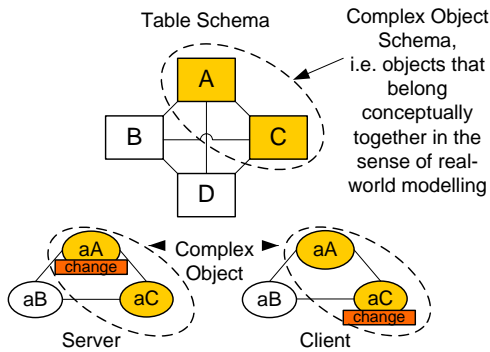 Table Schema
Complex Object
Schema,
i.e. objects that
belong
conceptually
together in the
sense of real-
world modelling
A
B
C
D
Complex
Object
aA
change
aB
aC
Server
aA
aB
aC
change
Client